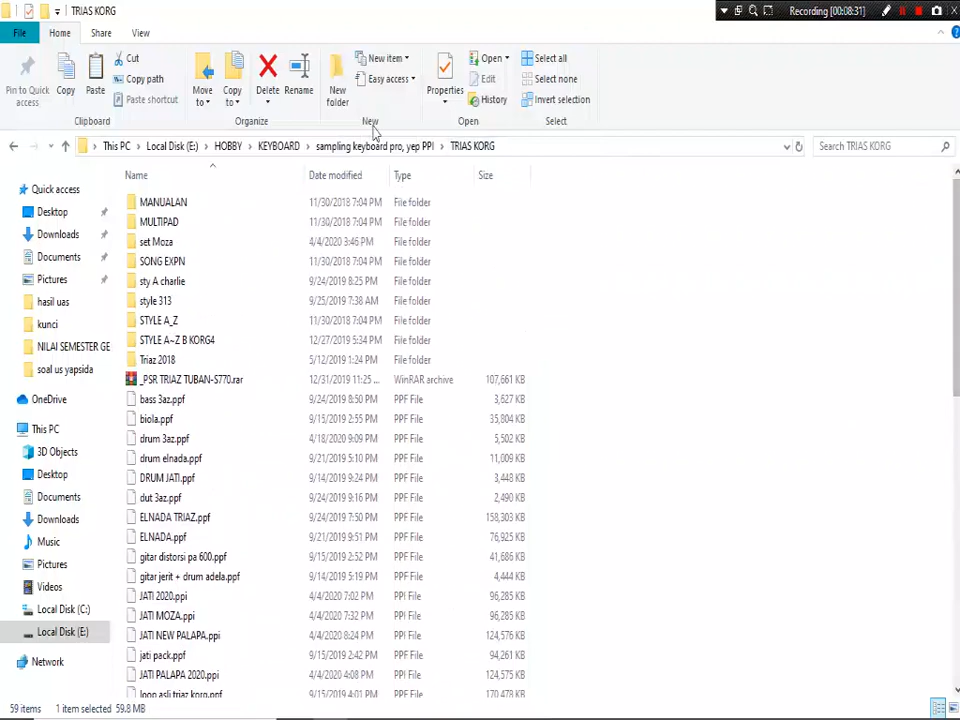 TRIAS KORG
Recording [00:08:31]
File Home Share View
Pin to Quick access
Copy
Paste
Cut
Copy path
Paste shortcut
Clipboard
Move to
Copy to
Delete
Rename
Organize
New folder
New item
Easy access
New
Properties
Open
Edit
History
Open
Select all
Select none
Invert selection
Select
This PC > Local Disk (E:) > HOBBY > KEYBOARD > sampling keyboard pro, yep PPI > TRIAS KORG
Search TRIAS KORG
Quick access
Desktop
Downloads
Documents
Pictures
hasil uas
kunci
NILAI SEMESTER GE
soal us yapsida
OneDrive
This PC
3D Objects
Desktop
Documents
Downloads
Music
Pictures
Videos
Local Disk (C:)
Local Disk (E:)
Network
Name Date modified Type Size
MANUALAN 11/30/2018 7:04 PM File folder
MULTIPAD 11/30/2018 7:04 PM File folder
set Moza 4/4/2020 3:46 PM File folder
SONG EXPN 11/30/2018 7:04 PM File folder
sty A charlie 9/24/2019 8:25 PM File folder
style 313 9/25/2019 7:38 AM File folder
STYLE A_Z 11/30/2018 7:04 PM File folder
STYLE A~Z B KORG4 12/27/2019 5:34 PM File folder
Triaz 2018 5/12/2019 1:24 PM File folder
_PSR TRIAZ TUBAN-S770.rar 12/31/2019 11:25 ... WinRAR archive 107,661 KB
bass 3az.ppf 9/24/2019 8:50 PM PPF File 3,627 KB
biola.ppf 9/15/2019 2:55 PM PPF File 35,804 KB
drum 3az.ppf 4/18/2020 9:09 PM PPF File 5,502 KB
drum elnada.ppf 9/21/2019 5:10 PM PPF File 11,009 KB
DRUM JATI.ppf 9/14/2019 9:24 PM PPF File 3,448 KB
dut 3az.ppf 9/24/2019 9:16 PM PPF File 2,490 KB
ELNADA TRIAZ.ppf 9/24/2019 7:50 PM PPF File 158,303 KB
ELNADA.ppf 9/21/2019 9:51 PM PPF File 76,925 KB
gitar distorsi pa 600.ppf 9/15/2019 2:52 PM PPF File 41,686 KB
gitar jerit + drum adela.ppf 9/14/2019 5:19 PM PPF File 4,444 KB
JATI 2020.ppi 4/4/2020 7:02 PM PPI File 96,285 KB
JATI MOZA.ppi 4/4/2020 7:32 PM PPI File 96,285 KB
JATI NEW PALAPA.ppi 4/4/2020 8:24 PM PPI File 124,576 KB
jati pack.ppf 9/15/2019 2:42 PM PPF File 94,261 KB
JATI PALAPA 2020.ppi 4/4/2020 4:08 PM PPI File 124,575 KB
loop asli triaz korg.ppf 9/15/2019 4:01 PM PPF File 170,478 KB
59 items 1 item selected 59.8 MB